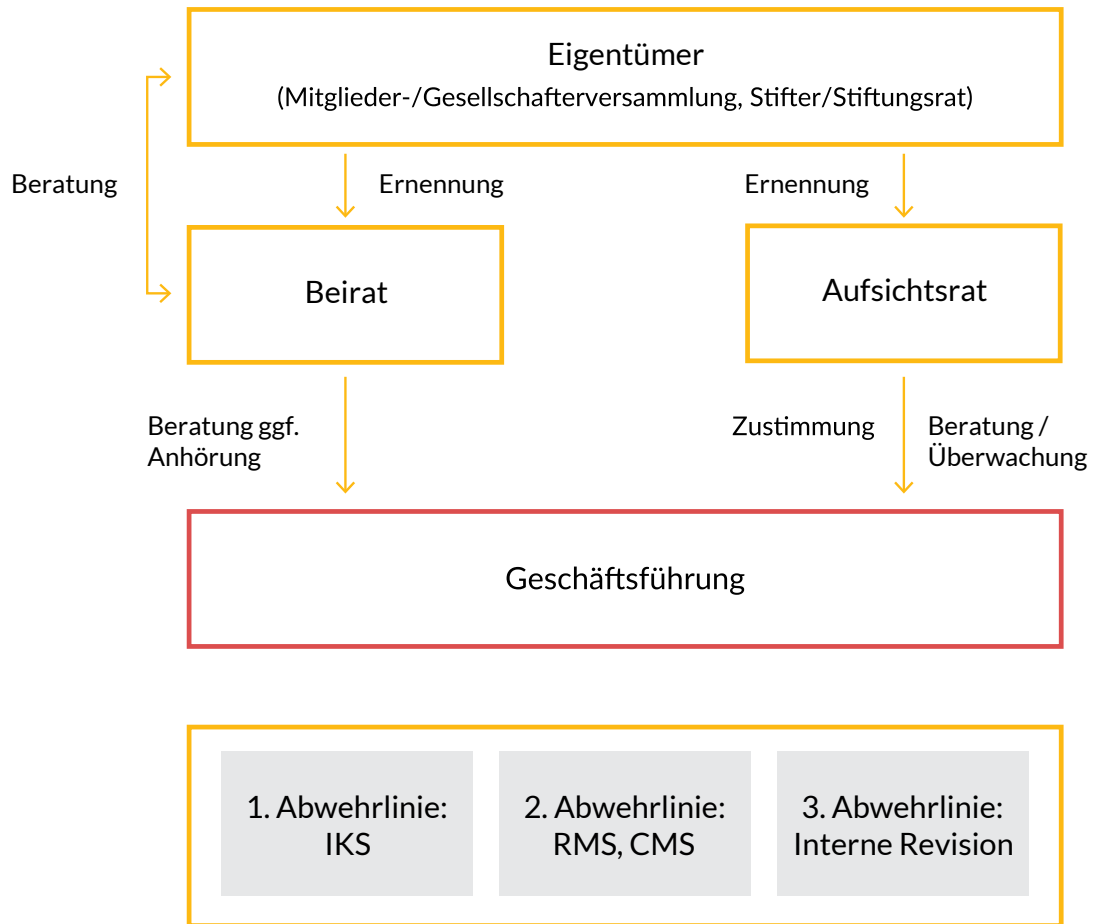 Eigentümer
(Mitglieder-/Gesellschafterversammlung, Stifter/Stiftungsrat)
Beratung
Ernennung
Ernennung
Beirat
Aufsichtsrat
Beratung ggf.
Anhörung
Zustimmung
Beratung /
Überwachung
Geschäftsführung
1. Abwehrlinie:
IKS
2. Abwehrlinie:
RMS, CMS
3. Abwehrlinie:
Interne Revision